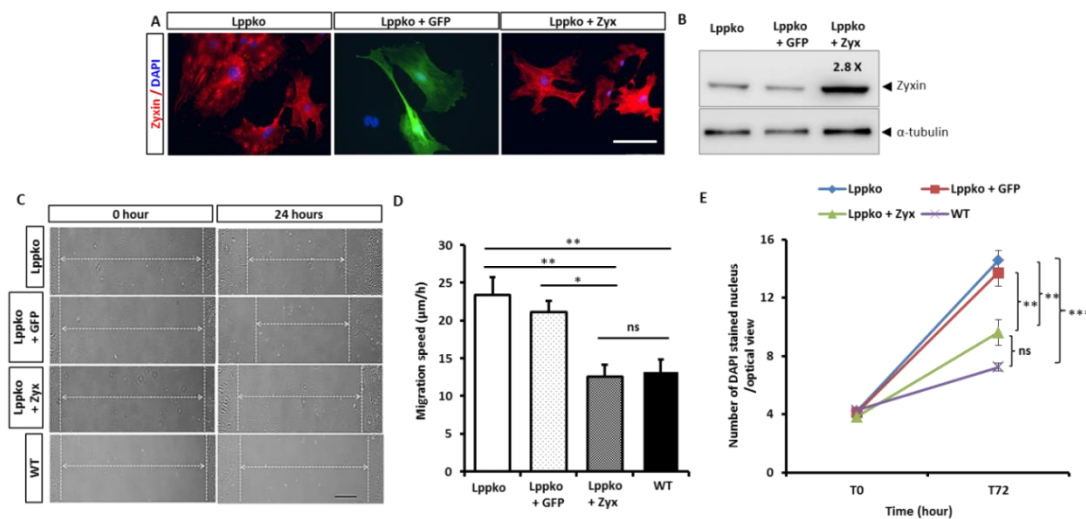 A
Lppko
Lppko + GFP
Lppko + Zyx
Zyxin / DAPI
B
Lppko
Lppko
+ GFP
Lppko
+ Zyx
2.8 X
Zyxin
α-tubulin
C
0 hour
24 hours
Lppko
Lppko
+ GFP
Lppko
+ Zyx
WT
D
Migration speed (µm/h)
30
25
20
15
10
5
0
**
**
*
ns
Lppko
Lppko
+ GFP
Lppko
+ Zyx
WT
E
Lppko
Lppko + GFP
Lppko + Zyx
WT
Number of DAPI stained nucleus
/optical view
16
12
8
4
0
**
**
***
ns
T0
T72
Time (hour)